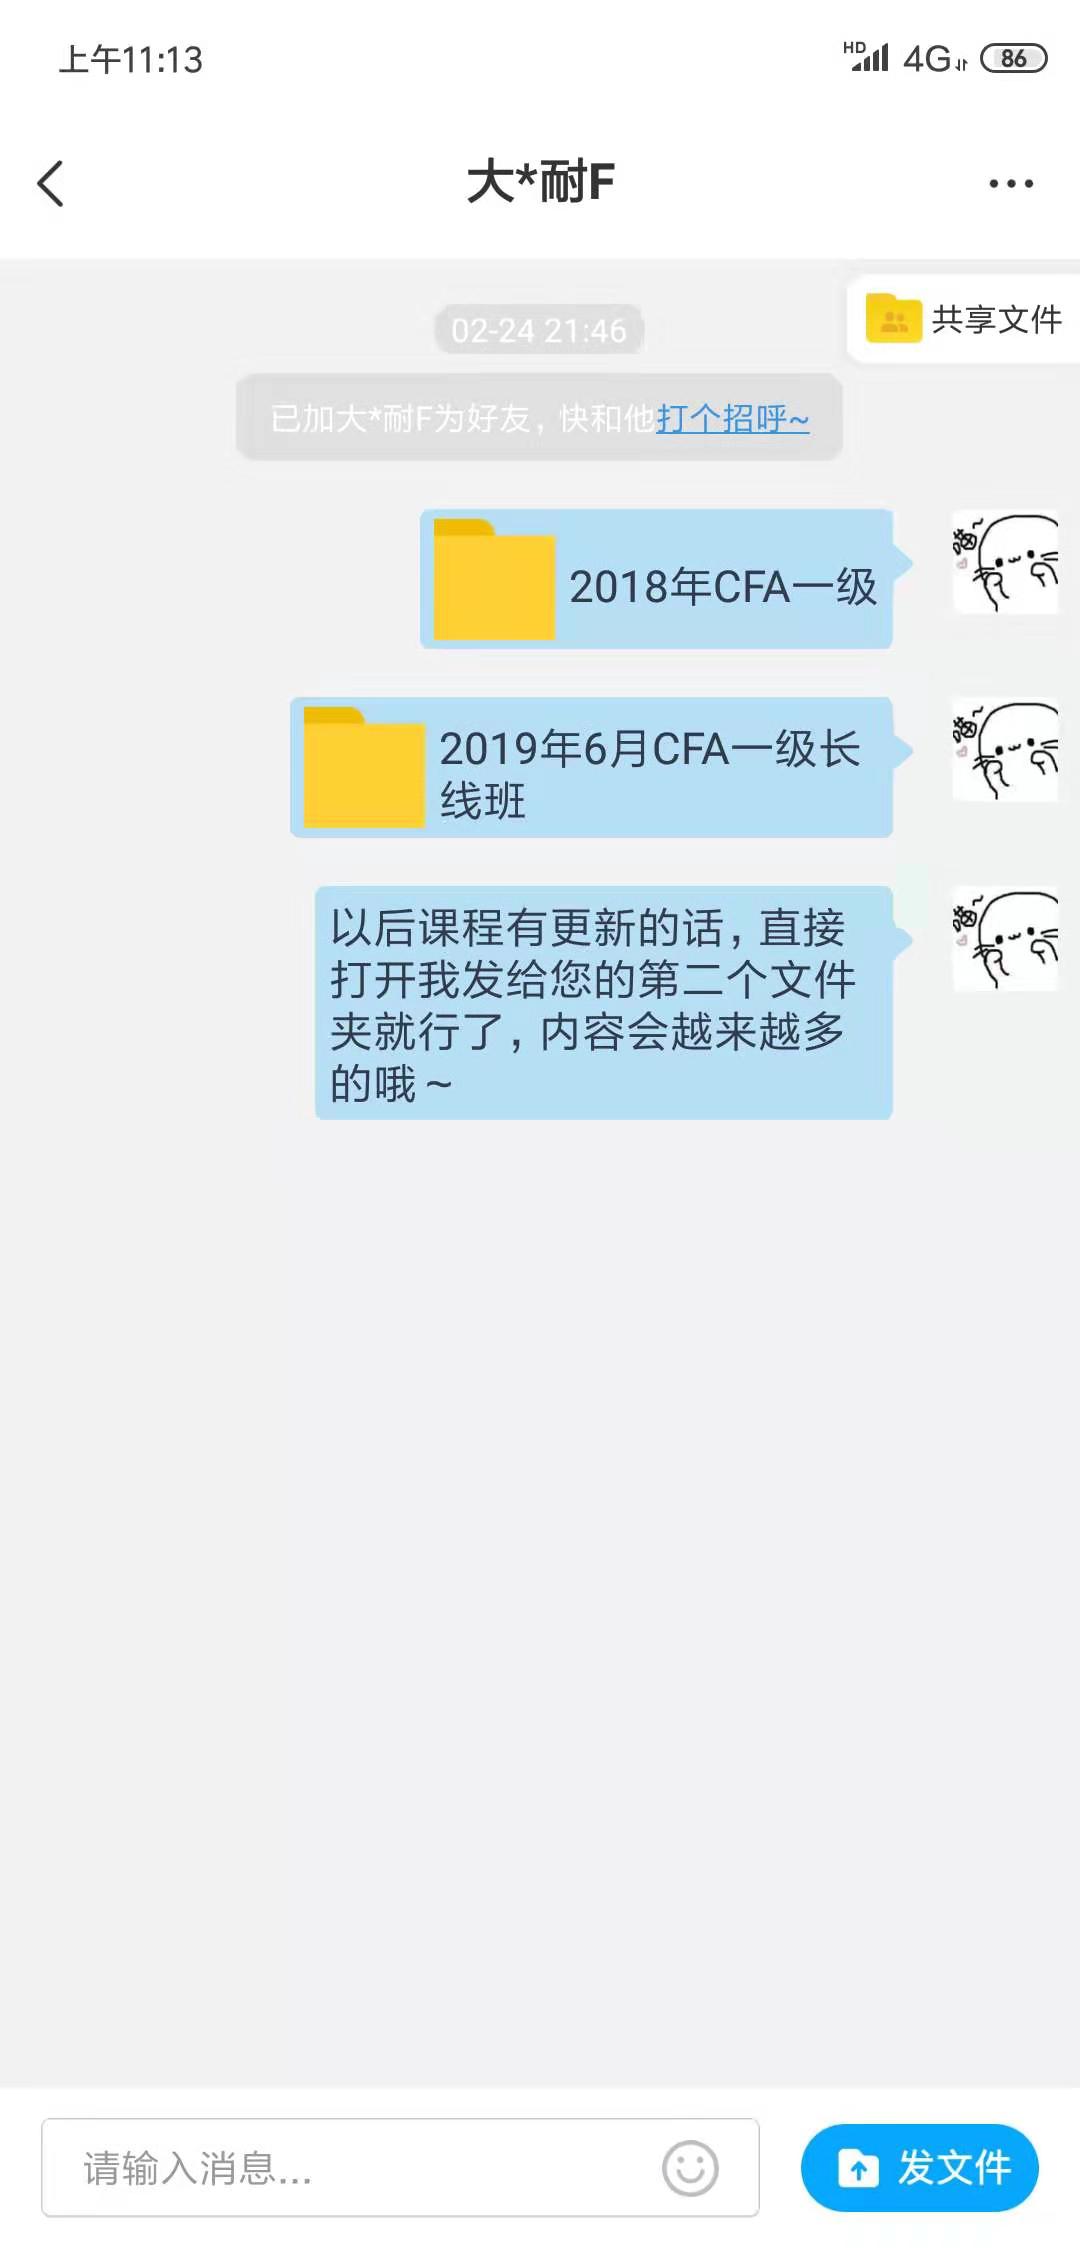 上午11:13
HD 4G 86
大*耐F
共享文件
02-24 21:46
已加大*耐F为好友，快和他打个招呼~
2018年CFA一级
喵~
2019年6月CFA一级长
线班
喵~
以后课程有更新的话，直接
打开我发给您的第二个文件
夹就行了，内容会越来越多
的哦～
喵~
请输入消息...
发文件